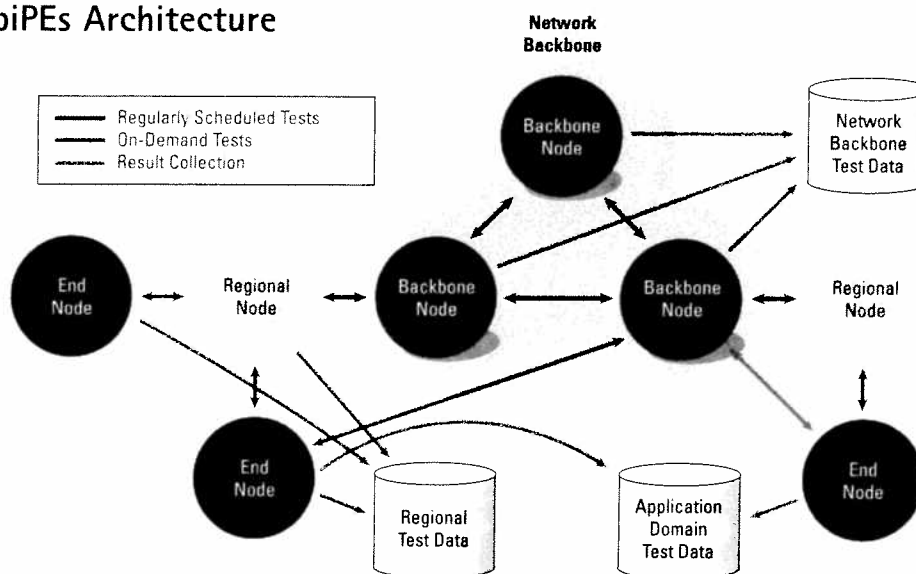 piPEs Architecture
Network
Backbone
Regularly Scheduled Tests
On-Demand Tests
Result Collection
Backbone
Node
Network
Backbone
Test Data
End
Node
Regional
Node
Backbone
Node
Backbone
Node
Regional
Node
End
Node
Regional
Test Data
Application
Domain
Test Data
End
Node